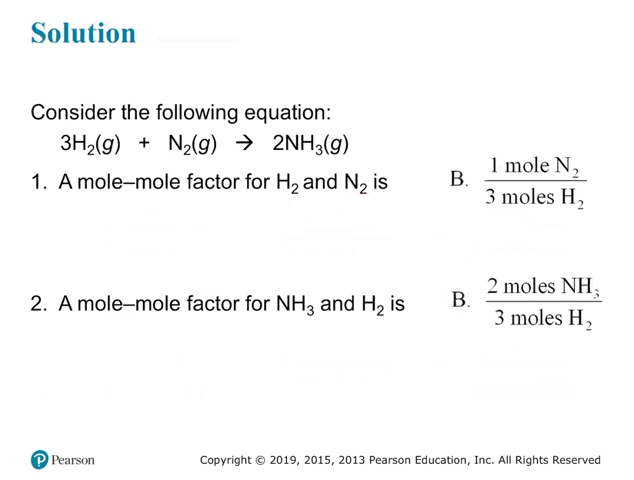 Solution
Consider the following equation:
3H₂(g) + N₂(g) → 2NH₃(g)
1. A mole–mole factor for H₂ and N₂ is
B. 1 mole N₂
3 moles H₂
2. A mole–mole factor for NH₃ and H₂ is
B. 2 moles NH₃
3 moles H₂
Pearson
Copyright © 2019, 2015, 2013 Pearson Education, Inc. All Rights Reserved